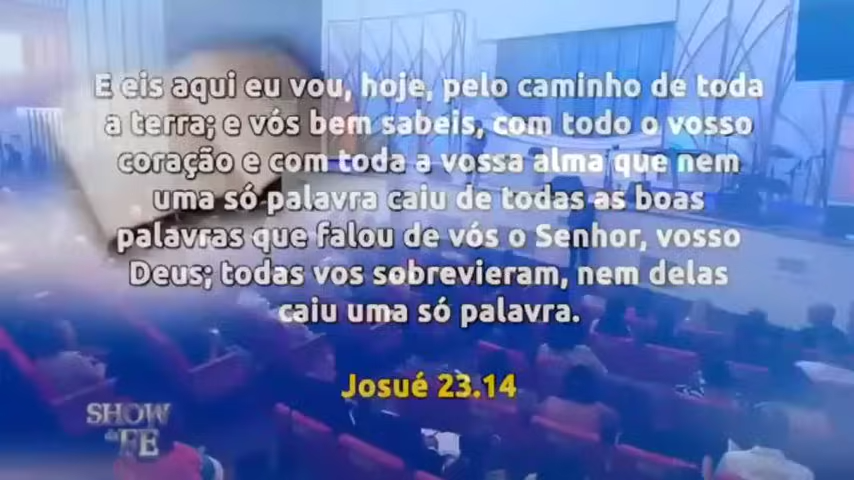 E eis aqui eu vou, hoje, pelo caminho de toda
a terra; e vós bem sabeis, com todo o vosso
coração e com toda a vossa alma que nem
uma só palavra caiu de todas as boas
palavras que falou de vós o Senhor, vosso
Deus; todas vos sobrevieram, nem delas
caiu uma só palavra.
Josué 23.14
SHOW
da FE